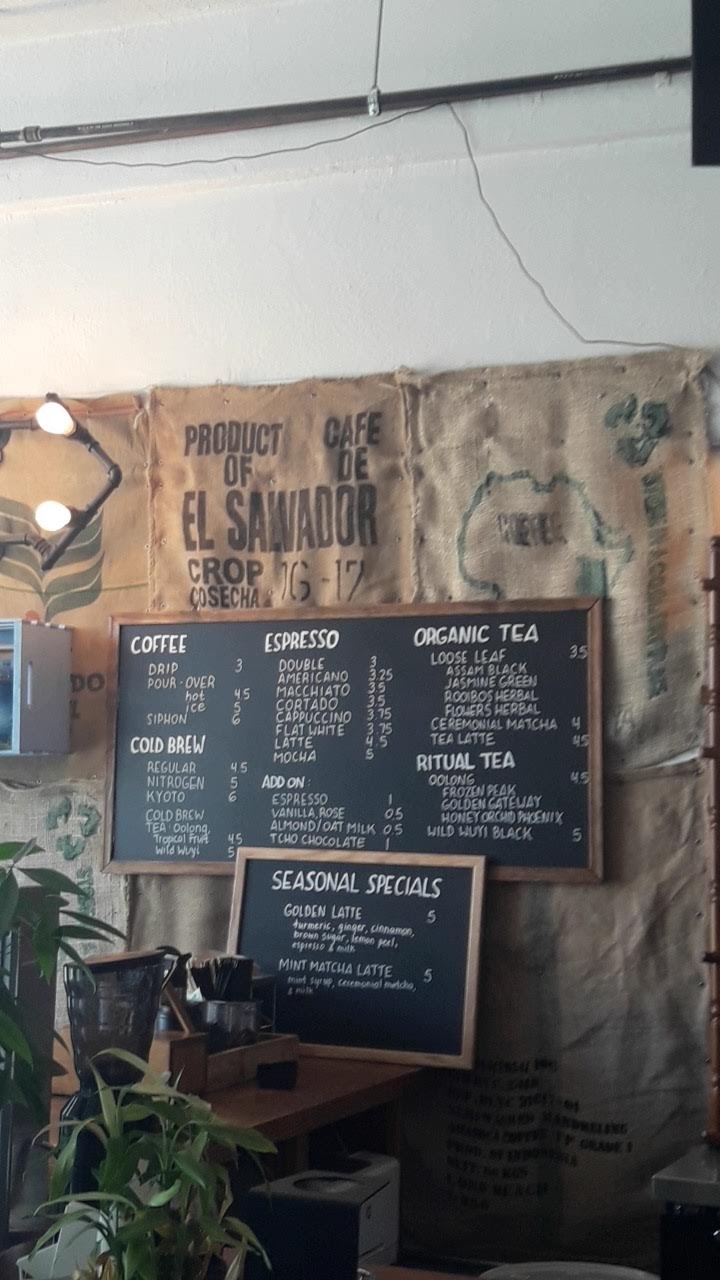 PRODUCT OF EL SALVADOR
CAFE DE
CROP 16-17
COSECHA
COFFEE
COFFEE
DRIP 3
POUR-OVER
hot 4.5
ice 5
SIPHON 6
COLD BREW
REGULAR 4.5
NITROGEN 5
KYOTO 6
COLD BREW
TEA: Oolong,
Tropical Fruit 4.5
Wild Wuyi 5
ESPRESSO
DOUBLE 3
AMERICANO 3.25
MACCHIATO 3.5
CORTADO 3.5
CAPPUCCINO 3.75
FLAT WHITE 3.75
LATTE 4.5
MOCHA 5
ADD ON:
ESPRESSO 1
VANILLA, ROSE 0.5
ALMOND/OAT MILK 0.5
TCHO CHOCOLATE 1
ORGANIC TEA
LOOSE LEAF 3.5
ASSAM BLACK
JASMINE GREEN
ROOIBOS HERBAL
FLOWERS HERBAL
CEREMONIAL MATCHA 4
TEA LATTE 4.5
RITUAL TEA
OOLONG 4.5
FROZEN PEAK
GOLDEN GATEWAY
HONEY ORCHID PHOENIX
WILD WUYI BLACK 5
SEASONAL SPECIALS
GOLDEN LATTE 5
turmeric, ginger, cinnamon,
brown sugar, lemon peel,
espresso & milk
MINT MATCHA LATTE 5
mint syrup, ceremonial matcha,
& milk